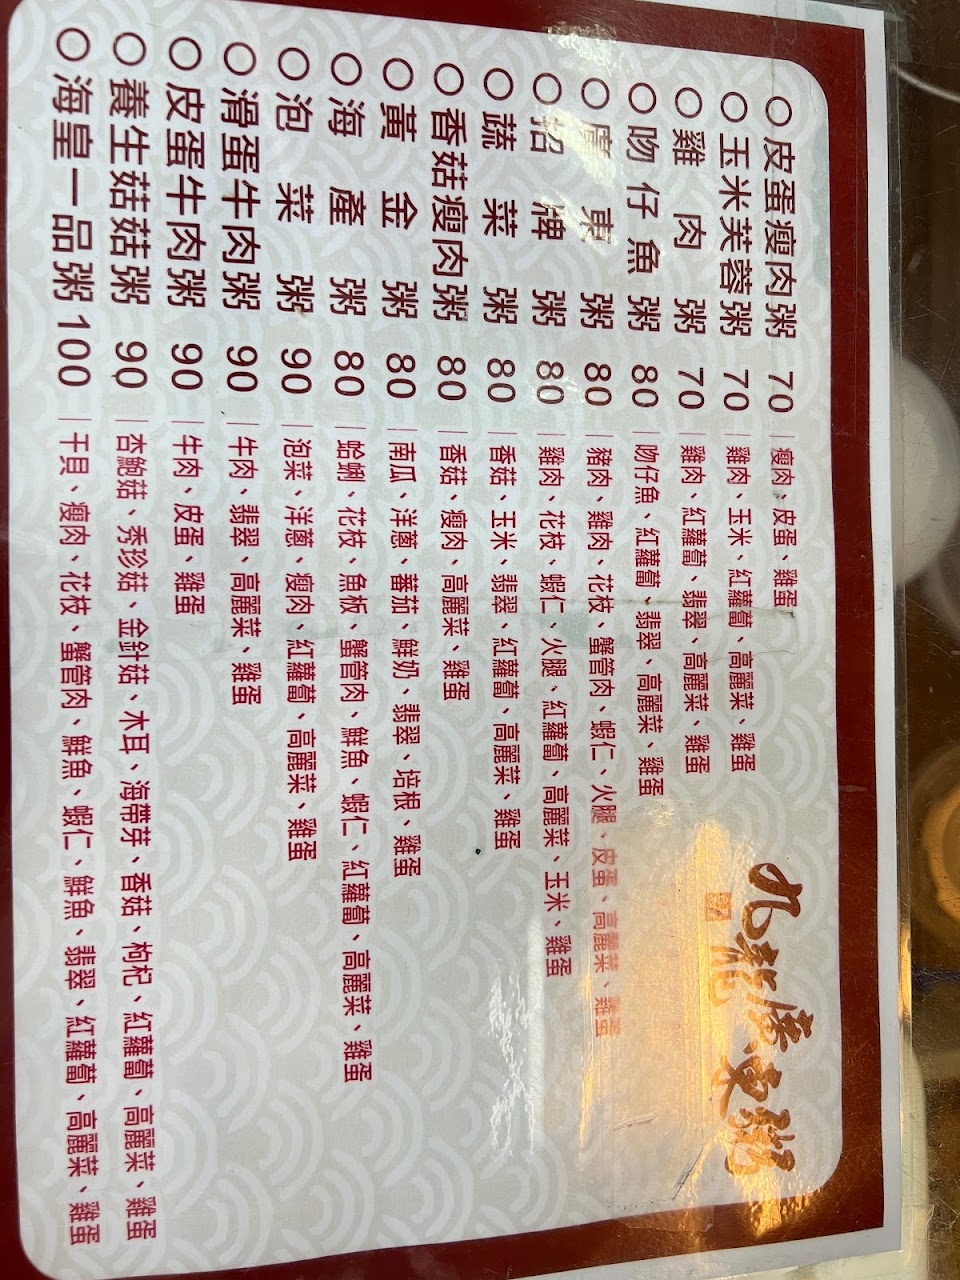 九龍廣東粥
皮蛋瘦肉粥 70 瘦肉、皮蛋、雞蛋
玉米芙蓉粥 70 雞肉、玉米、紅蘿蔔、高麗菜、雞蛋
雞肉粥 70 雞肉、紅蘿蔔、翡翠、高麗菜、雞蛋
吻仔魚粥 80 吻仔魚、紅蘿蔔、翡翠、高麗菜、雞蛋
廣東粥 80 豬肉、雞肉、花枝、蟹管肉、蝦仁、火腿、皮蛋、高麗菜、雞蛋
招牌粥 80 雞肉、花枝、蝦仁、火腿、紅蘿蔔、高麗菜、玉米、雞蛋
蔬菜粥 80 香菇、玉米、翡翠、紅蘿蔔、高麗菜、雞蛋
香菇瘦肉粥 80 香菇、瘦肉、高麗菜、雞蛋
黃金粥 80 南瓜、洋蔥、蕃茄、鮮奶、翡翠、培根、雞蛋
海產粥 80 蛤蜊、花枝、魚板、蟹管肉、鮮魚、蝦仁、紅蘿蔔、高麗菜、雞蛋
泡菜粥 90 泡菜、洋蔥、瘦肉、紅蘿蔔、高麗菜、雞蛋
滑蛋牛肉粥 90 牛肉、翡翠、高麗菜、雞蛋
皮蛋牛肉粥 90 牛肉、皮蛋、雞蛋
養生菇菇粥 90 杏鮑菇、秀珍菇、金針菇、木耳、海帶芽、香菇、枸杞、紅蘿蔔、高麗菜、雞蛋
海皇一品粥 100 干貝、瘦肉、花枝、蟹管肉、鮮魚、蝦仁、鮮魚、翡翠、紅蘿蔔、高麗菜、雞蛋